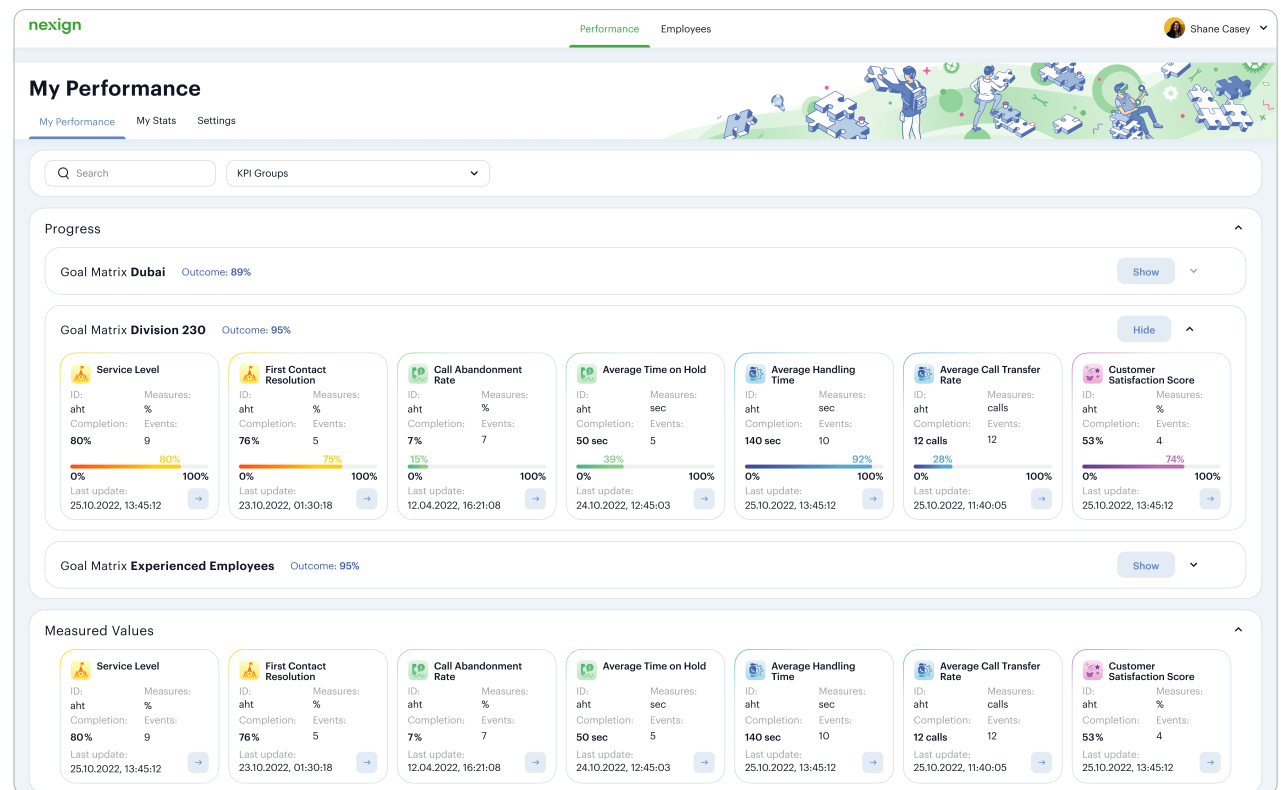 nexign
Performance Employees
Shane Casey
My Performance
My Performance My Stats Settings
Search
KPI Groups
Progress
Goal Matrix Dubai Outcome: 89% Show
Goal Matrix Division 230 Outcome: 95% Hide
Service Level
ID: Measures:
aht %
Completion: Events:
80% 9
80%
0% 100%
Last update:
25.10.2022, 13:45:12
First Contact
Resolution
ID: Measures:
aht %
Completion: Events:
76% 5
75%
0% 100%
Last update:
23.10.2022, 01:30:18
Call Abandonment
Rate
ID: Measures:
aht %
Completion: Events:
7% 7
15%
0% 100%
Last update:
12.04.2022, 16:21:08
Average Time on Hold
ID: Measures:
aht sec
Completion: Events:
50 sec 5
39%
0% 100%
Last update:
24.10.2022, 12:45:03
Average Handling
Time
ID: Measures:
aht sec
Completion: Events:
140 sec 10
92%
0% 100%
Last update:
25.10.2022, 13:45:12
Average Call Transfer
Rate
ID: Measures:
aht calls
Completion: Events:
12 calls 12
28%
0% 100%
Last update:
25.10.2022, 11:40:05
Customer
Satisfaction Score
ID: Measures:
aht %
Completion: Events:
53% 4
74%
0% 100%
Last update:
25.10.2022, 13:45:12
Goal Matrix Experienced Employees Outcome: 95% Show
Measured Values
Service Level
ID: Measures:
aht %
Completion: Events:
80% 9
Last update:
25.10.2022, 13:45:12
First Contact
Resolution
ID: Measures:
aht %
Completion: Events:
76% 5
Last update:
23.10.2022, 01:30:18
Call Abandonment
Rate
ID: Measures:
aht %
Completion: Events:
7% 7
Last update:
12.04.2022, 16:21:08
Average Time on Hold
ID: Measures:
aht sec
Completion: Events:
50 sec 5
Last update:
24.10.2022, 12:45:03
Average Handling
Time
ID: Measures:
aht sec
Completion: Events:
140 sec 10
Last update:
25.10.2022, 13:45:12
Average Call Transfer
Rate
ID: Measures:
aht calls
Completion: Events:
12 calls 12
Last update:
25.10.2022, 11:40:05
Customer
Satisfaction Score
ID: Measures:
aht %
Completion: Events:
53% 4
Last update:
25.10.2022, 13:45:12